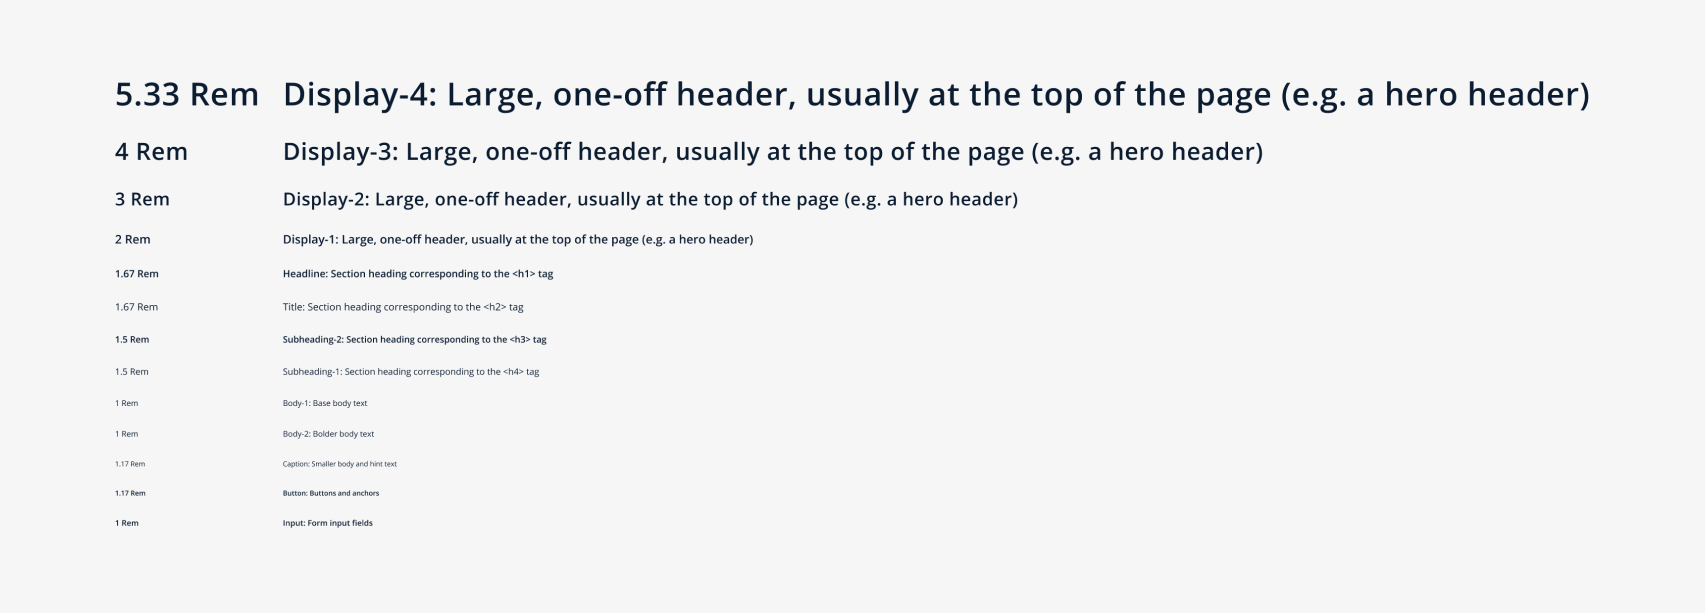 5.33 Rem Display-4: Large, one-off header, usually at the top of the page (e.g. a hero header)
4 Rem Display-3: Large, one-off header, usually at the top of the page (e.g. a hero header)
3 Rem Display-2: Large, one-off header, usually at the top of the page (e.g. a hero header)
2 Rem Display-1: Large, one-off header, usually at the top of the page (e.g. a hero header)
1.67 Rem Headline: Section heading corresponding to the <h1> tag
1.67 Rem Title: Section heading corresponding to the <h2> tag
1.5 Rem Subheading-2: Section heading corresponding to the <h3> tag
1.5 Rem Subheading-1: Section heading corresponding to the <h4> tag
1 Rem Body-1: Base body text
1 Rem Body-2: Bolder body text
1.17 Rem Caption: Smaller body and hint text
1.17 Rem Button: Buttons and anchors
1 Rem Input: Form input fields